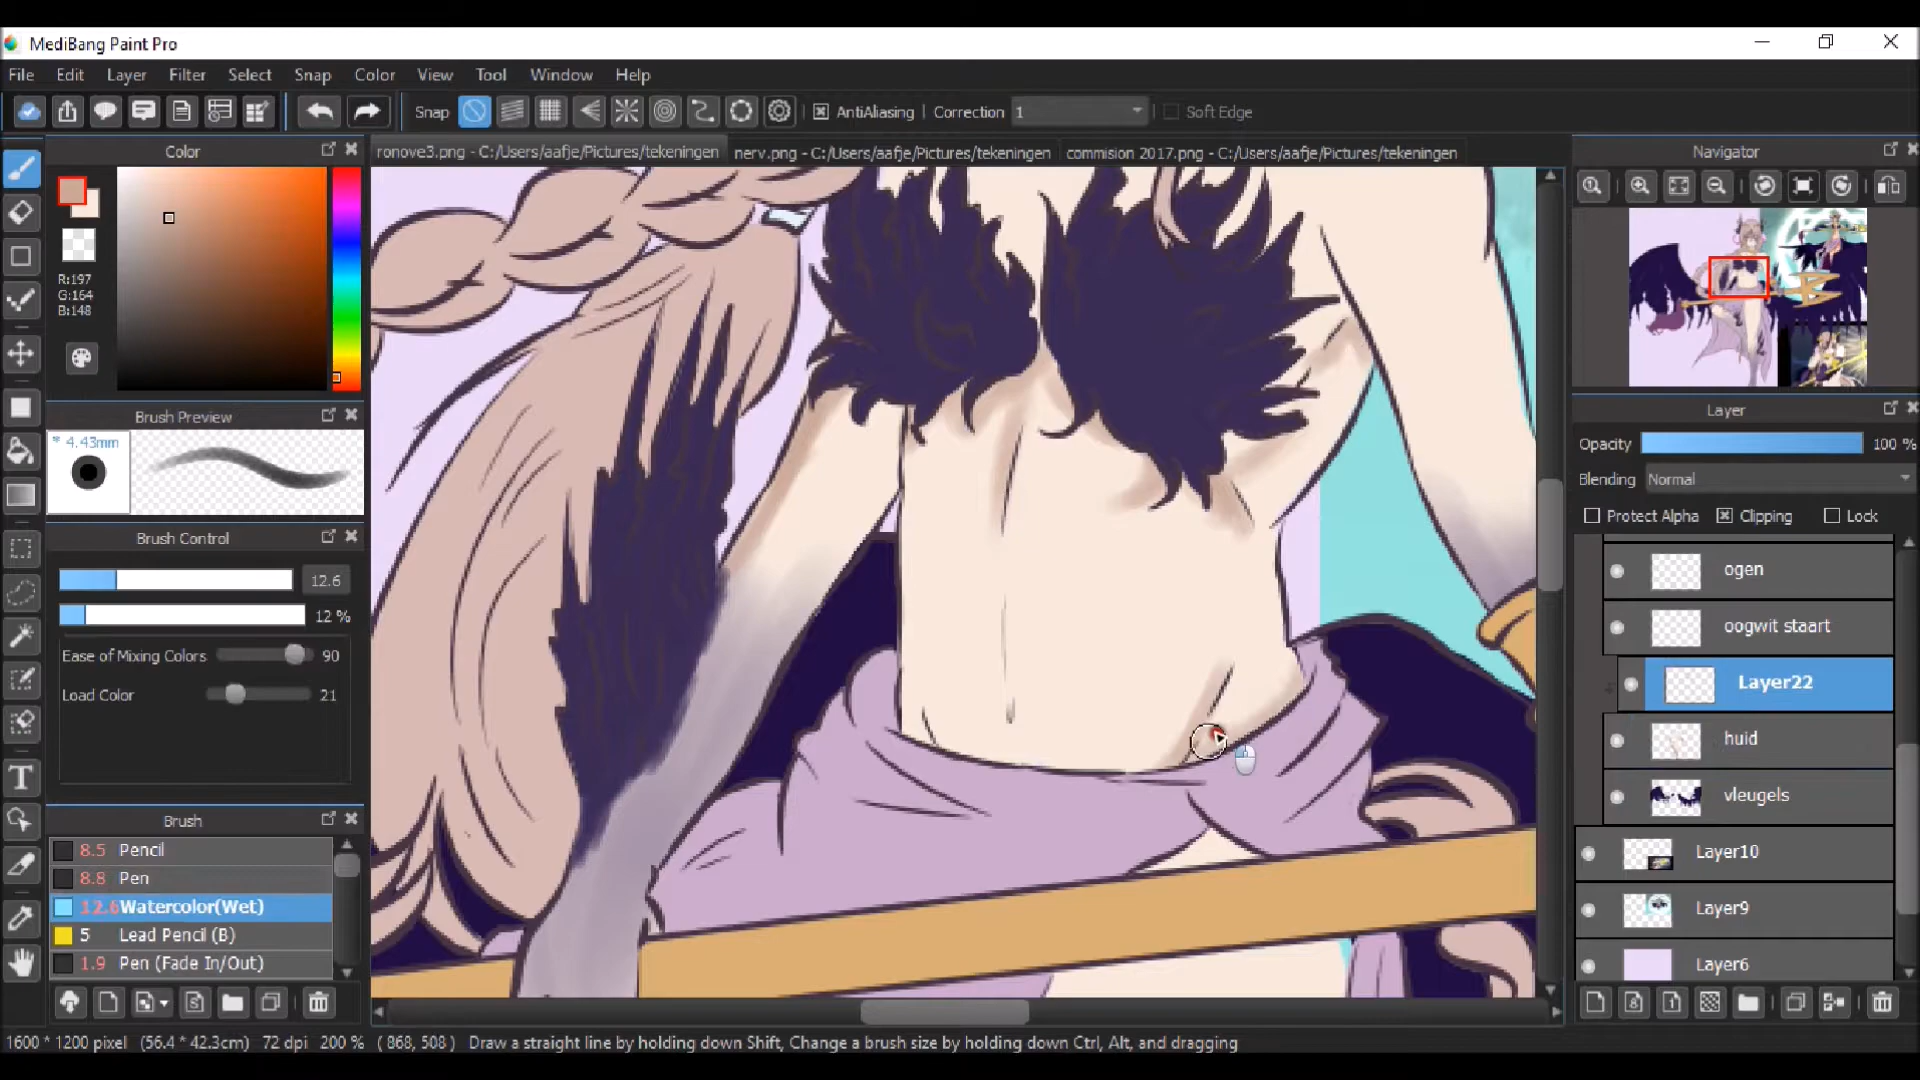 MediBang Paint Pro
File Edit Layer Filter Select Snap Color View Tool Window Help
Snap AntiAliasing Correction 1 Soft Edge
ronove3.png - C:/Users/aafje/Pictures/tekeningen nerv.png - C:/Users/aafje/Pictures/tekeningen commision 2017.png - C:/Users/aafje/Pictures/tekeningen
Color
R:197
G:164
B:148
Brush Preview
* 4.43mm
Brush Control
12.6
12 %
Ease of Mixing Colors 90
Load Color 21
Brush
8.5 Pencil
8.8 Pen
12.6 Watercolor(Wet)
5 Lead Pencil (B)
1.9 Pen (Fade In/Out)
Navigator
Layer
Opacity 100 %
Blending Normal
Protect Alpha Clipping Lock
ogen
oogwit staart
Layer22
huid
vleugels
Layer10
Layer9
Layer6
1600 * 1200 pixel (56.4 * 42.3cm) 72 dpi 200 % ( 868, 508 ) Draw a straight line by holding down Shift, Change a brush size by holding down Ctrl, Alt, and dragging